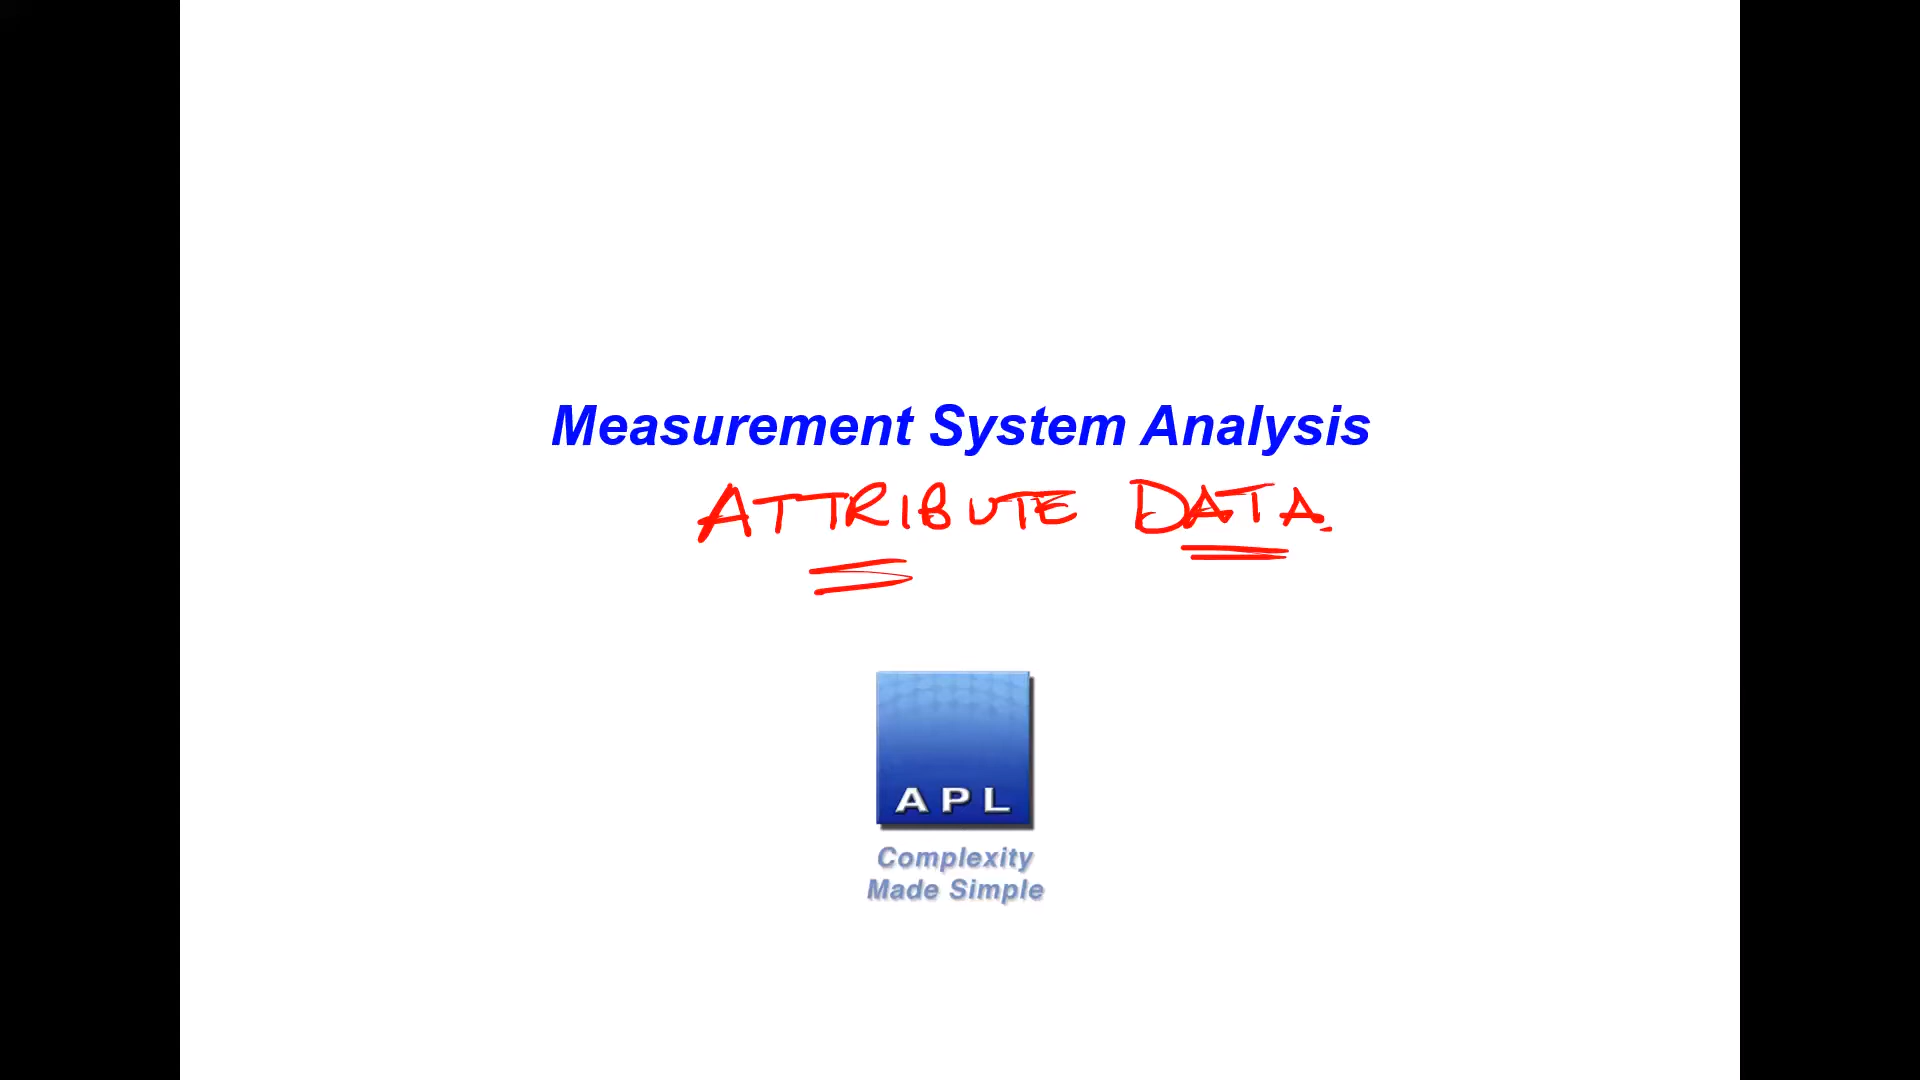 Measurement System Analysis
ATTRIBUTE DATA.
APL
Complexity
Made Simple